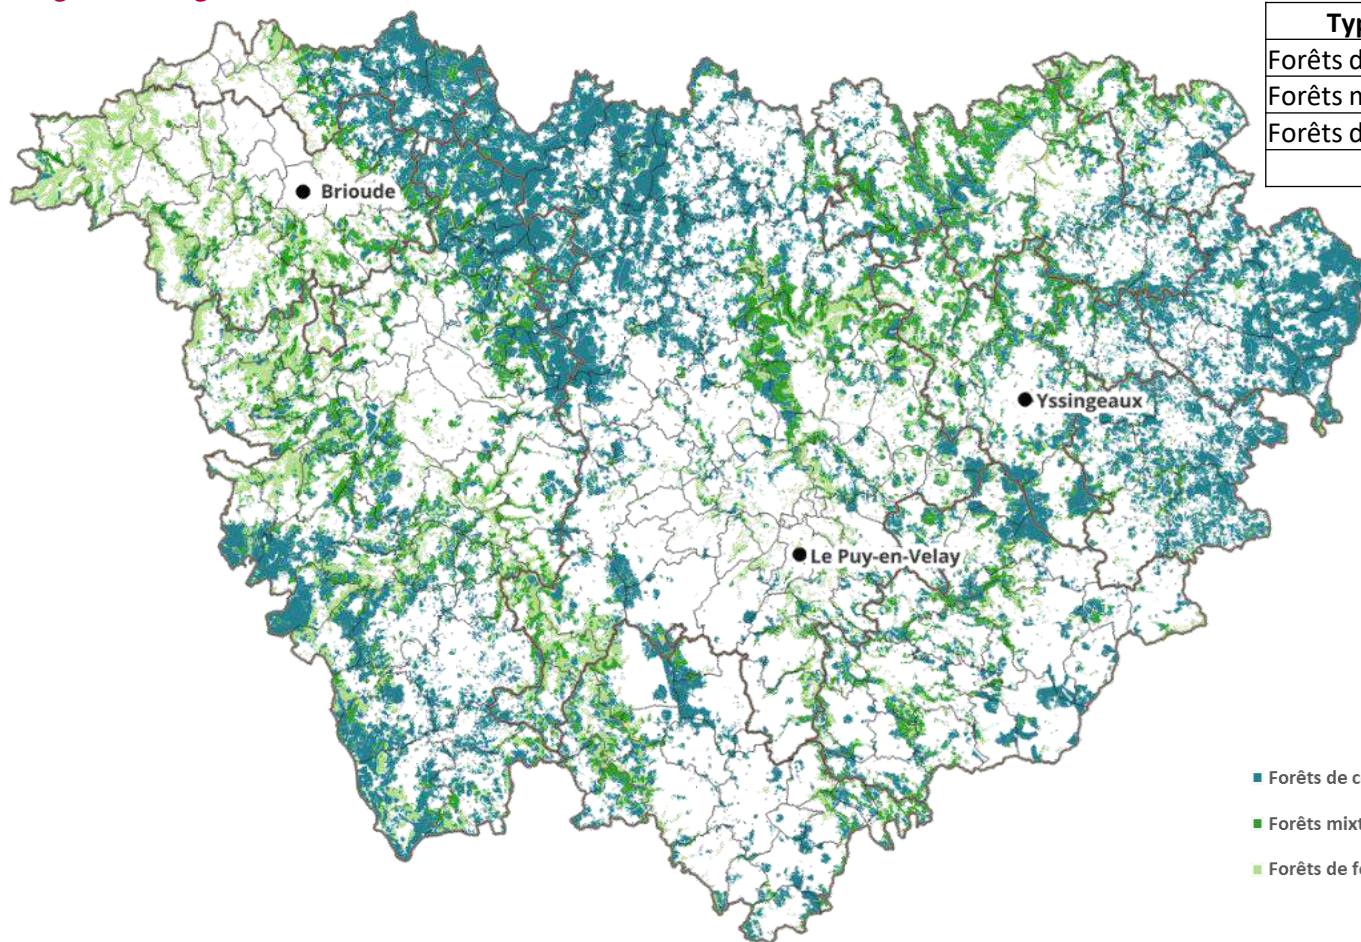 Typ
Forêts d
Forêts n
Forêts d
Brioude
Yssingeaux
Le Puy-en-Velay
Forêts de c
Forêts mixt
Forêts de f